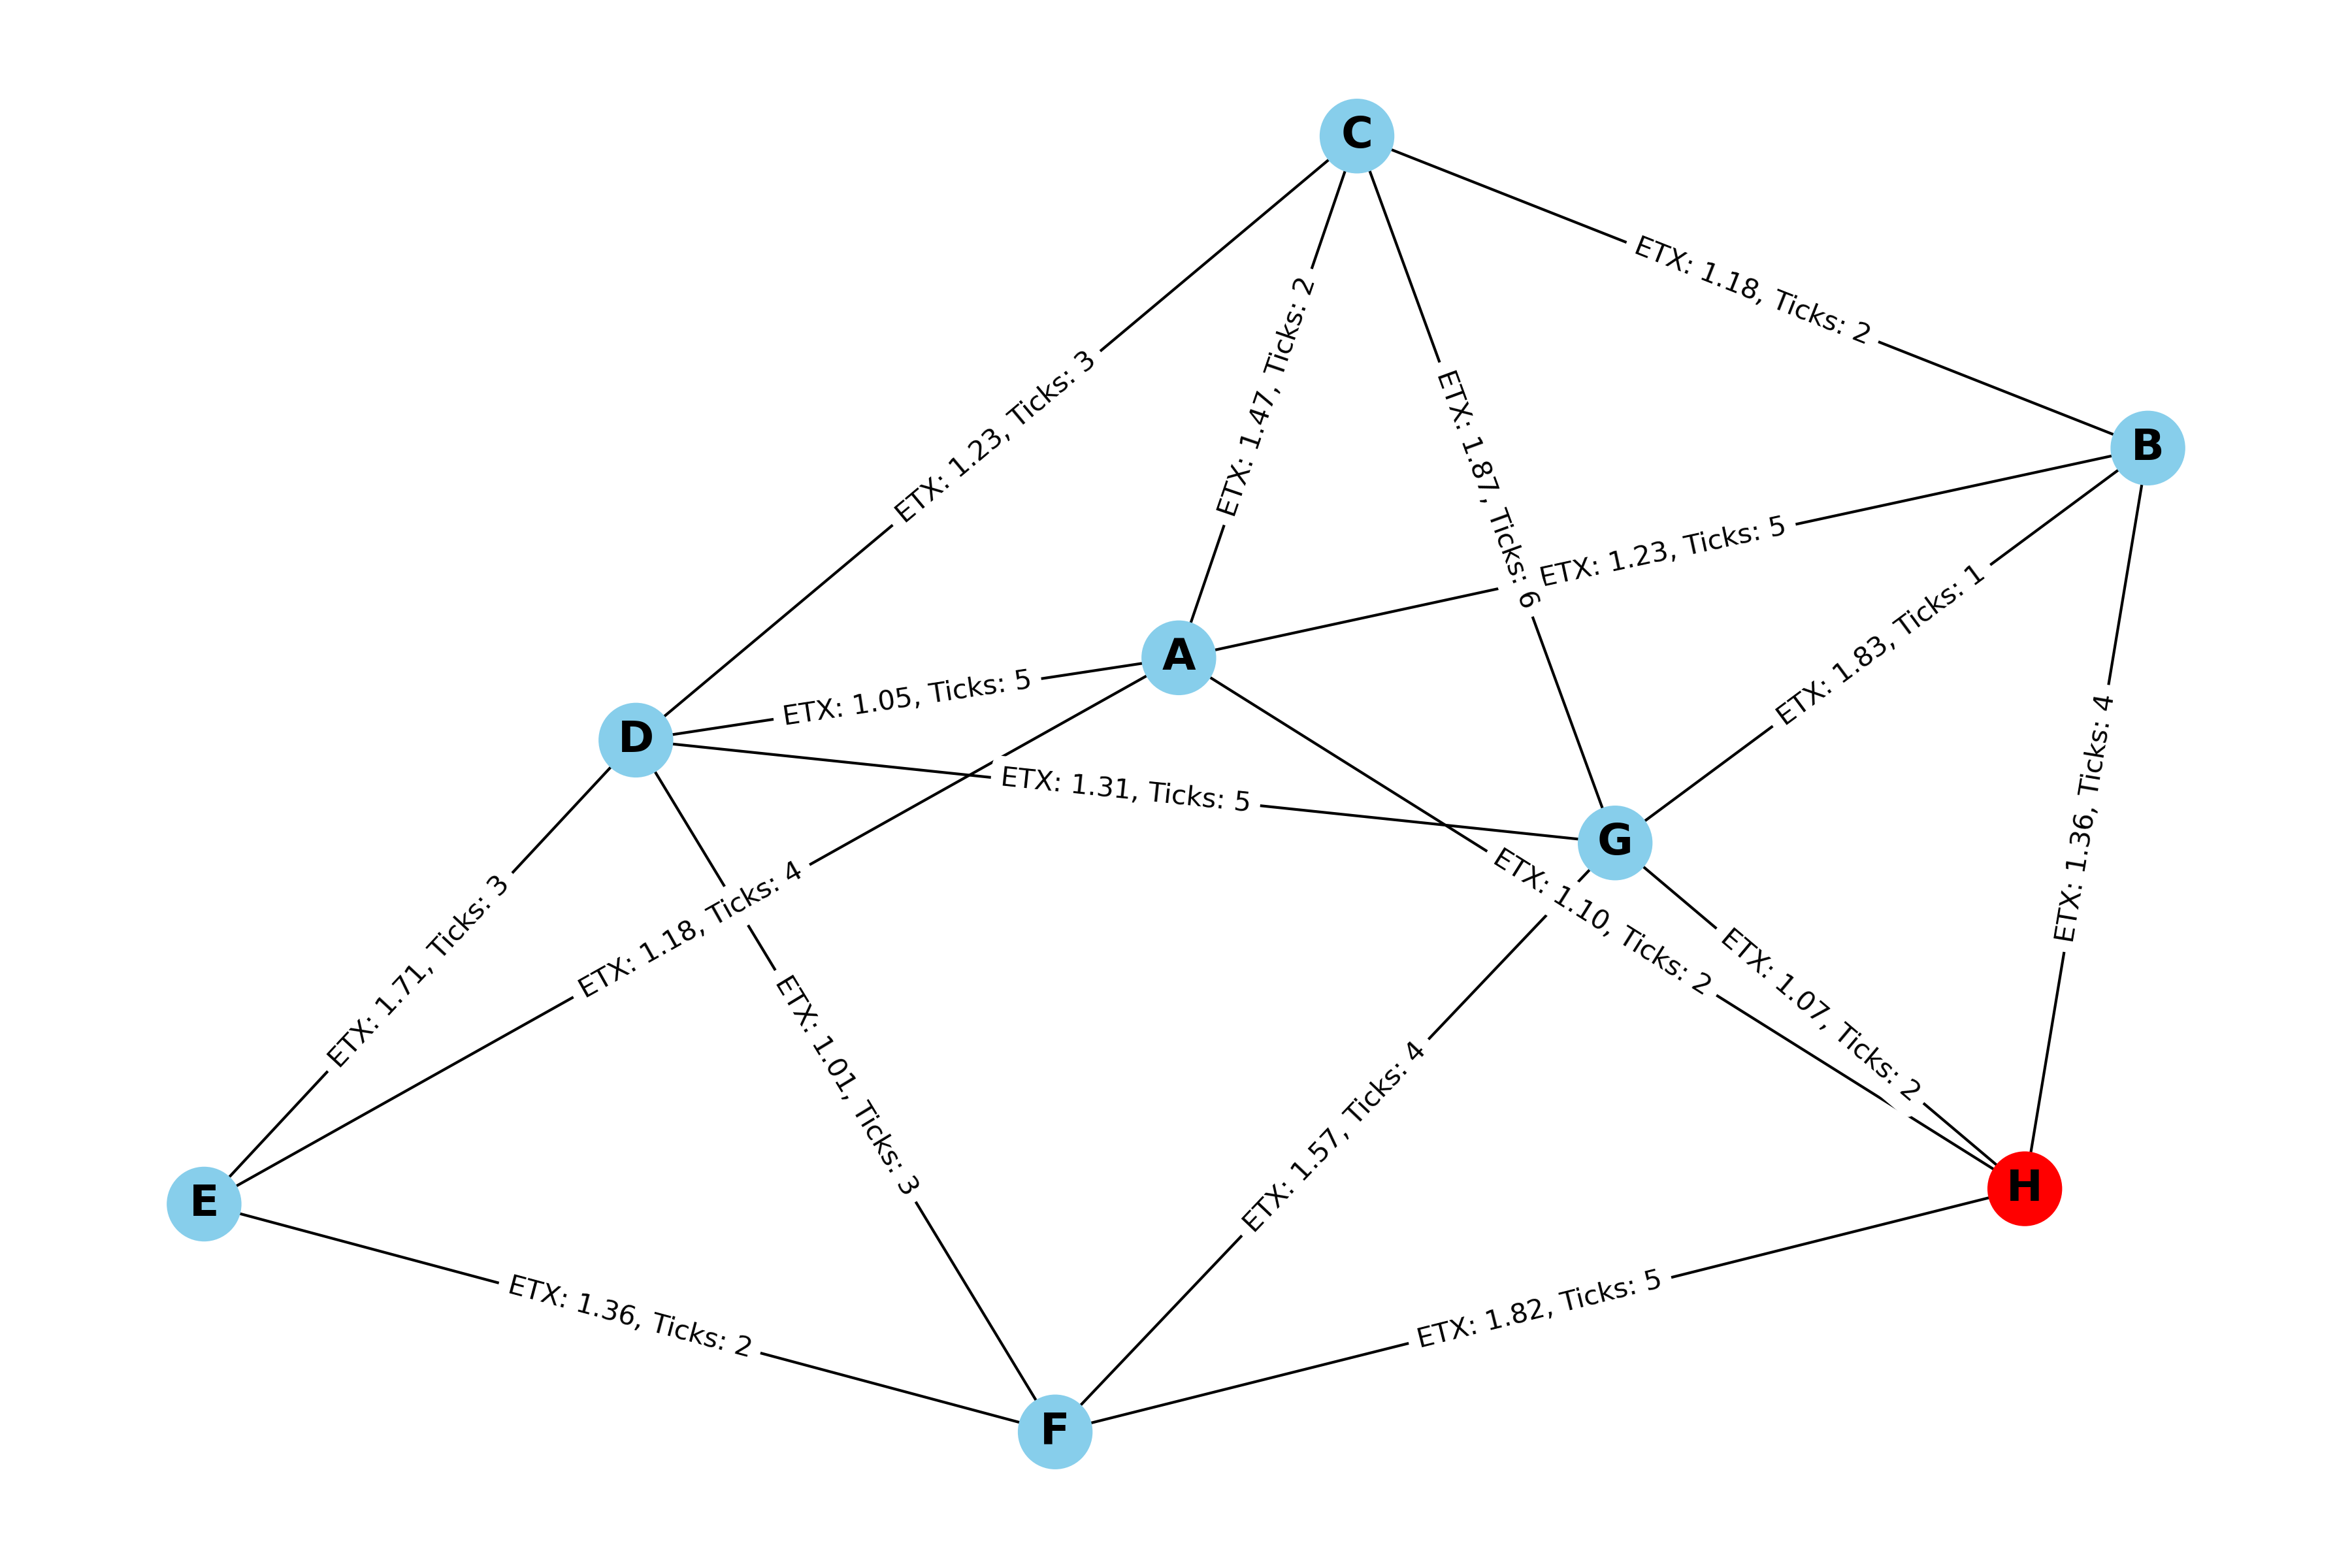 C
ETX: 1.18, Ticks: 2
ETX: 1.47, Ticks: 2
ETX: 1.23, Ticks: 3
ETX: 1.87, Ticks: 6
B
ETX: 1.23, Ticks: 5
A
ETX: 1.83, Ticks: 1
ETX: 1.05, Ticks: 5
D
ETX: 1.31, Ticks: 5
ETX: 1.36, Ticks: 4
G
ETX: 1.10, Ticks: 2
ETX: 1.18, Ticks: 4
ETX: 1.71, Ticks: 3
ETX: 1.07, Ticks: 2
ETX: 1.01, Ticks: 3
ETX: 1.57, Ticks: 4
H
E
ETX: 1.36, Ticks: 2
ETX: 1.82, Ticks: 5
F